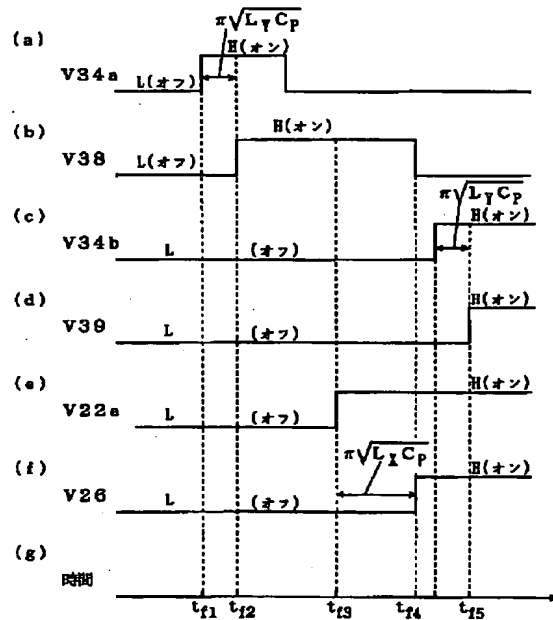 (a)
π√LYCP
V34a
L(オフ)
H(オン)
(b)
V38
L(オフ)
H(オン)
(c)
π√LYCP
V34b
L
(オフ)
H(オン)
(d)
V39
L
(オフ)
H(オン)
(e)
V22a
L
(オフ)
H(オン)
(f)
π√LXCP
V26
L
(オフ)
H(オン)
(g)
時間
tf1 tf2 tf3 tf4 tf5